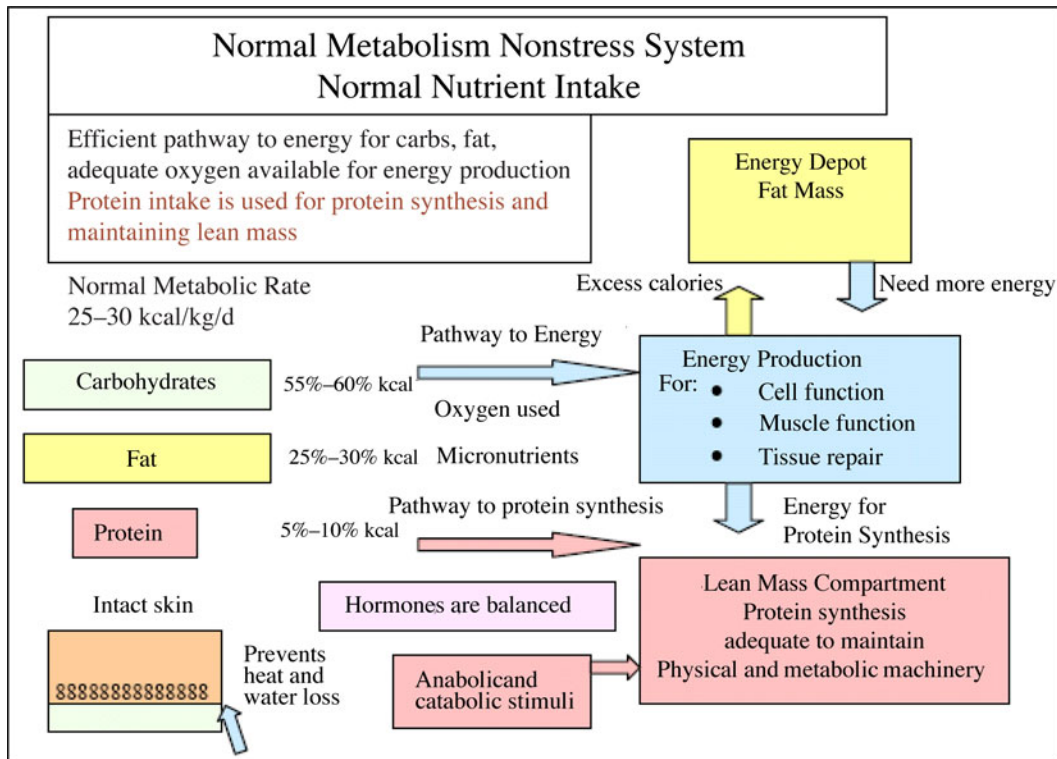 Normal Metabolism Nonstress System
Normal Nutrient Intake
Efficient pathway to energy for carbs, fat,
adequate oxygen available for energy production
Protein intake is used for protein synthesis and
maintaining lean mass
Energy Depot
Fat Mass
Normal Metabolic Rate
25–30 kcal/kg/d
Excess calories
Need more energy
Pathway to Energy
Carbohydrates
55%–60% kcal
Oxygen used
Energy Production
For:
• Cell function
• Muscle function
• Tissue repair
Fat
25%–30% kcal
Micronutrients
Pathway to protein synthesis
Protein
5%–10% kcal
Energy for
Protein Synthesis
Intact skin
Hormones are balanced
Lean Mass Compartment
Protein synthesis
adequate to maintain
Physical and metabolic machinery
Prevents
heat and
water loss
88888888888888
Anabolicand
catabolic stimuli